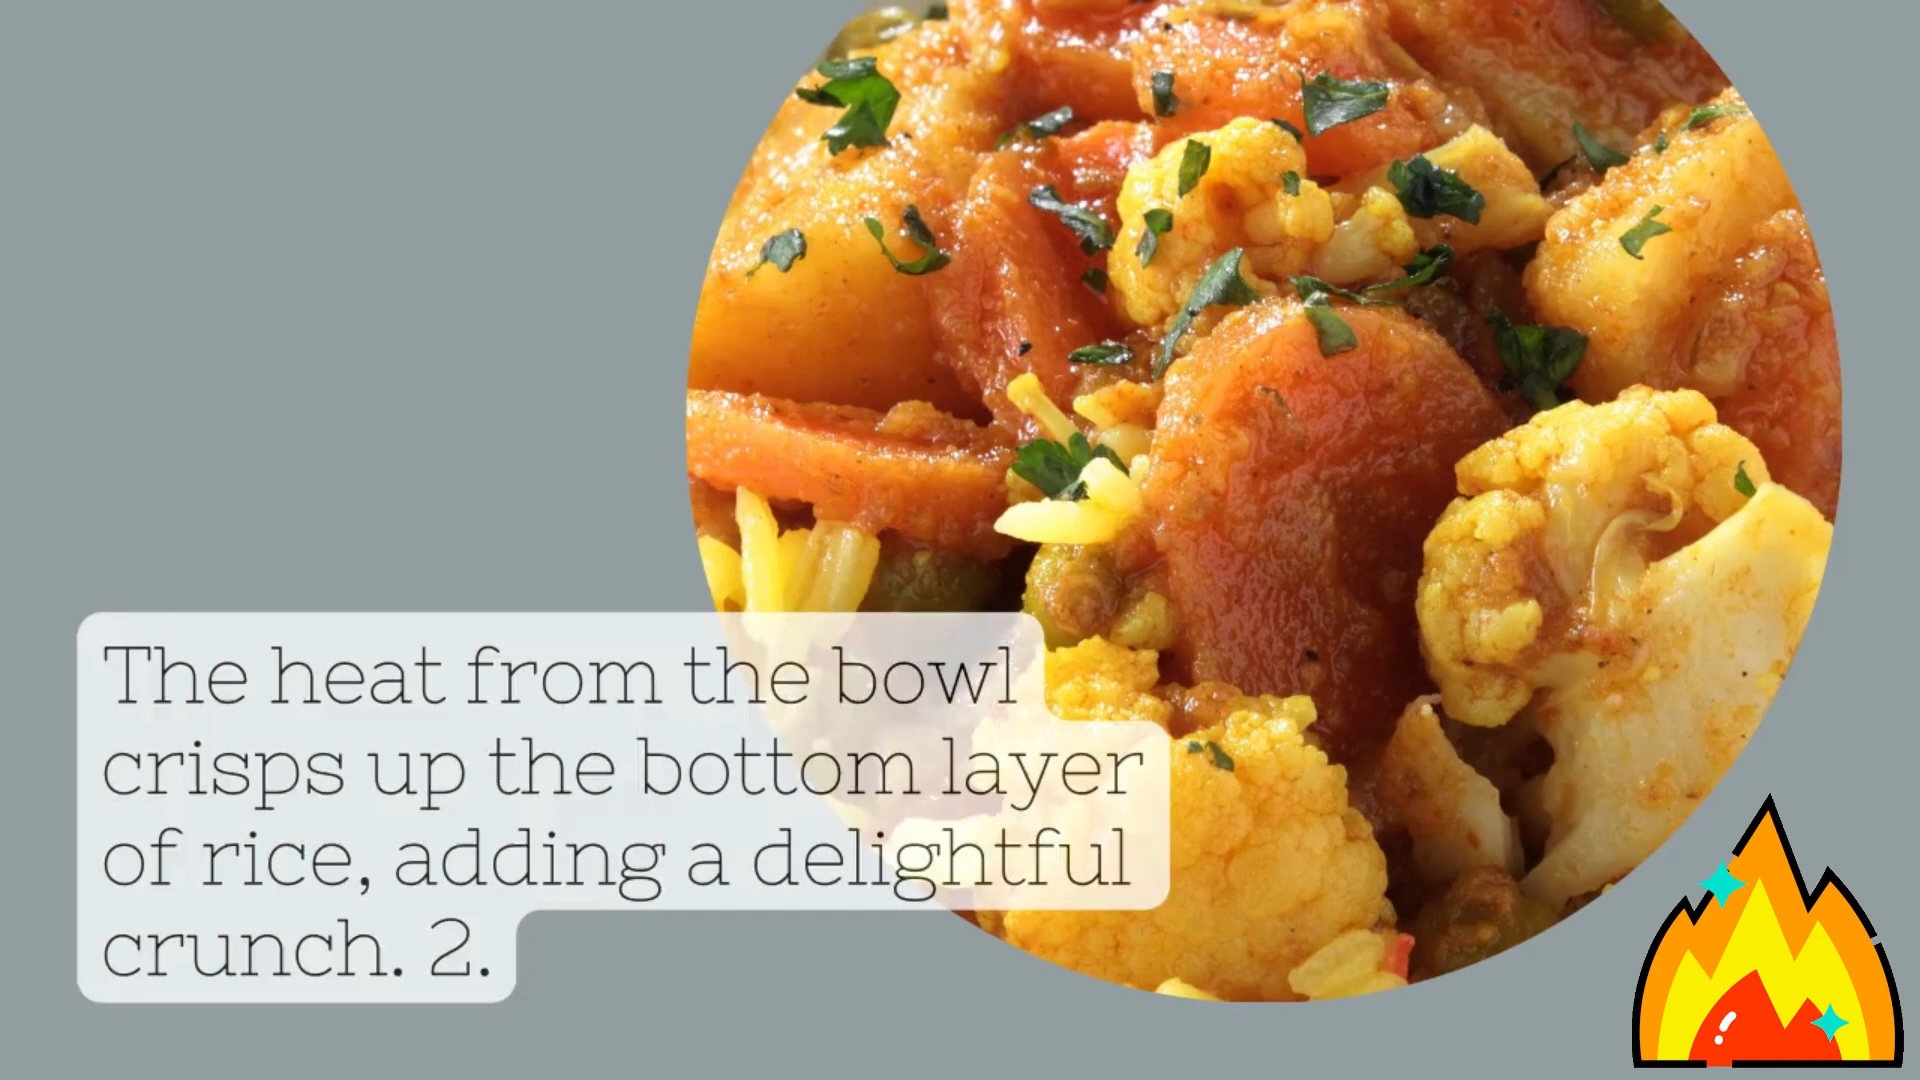 The heat from the bowl
crisps up the bottom layer
of rice, adding a delightful
crunch. 2.